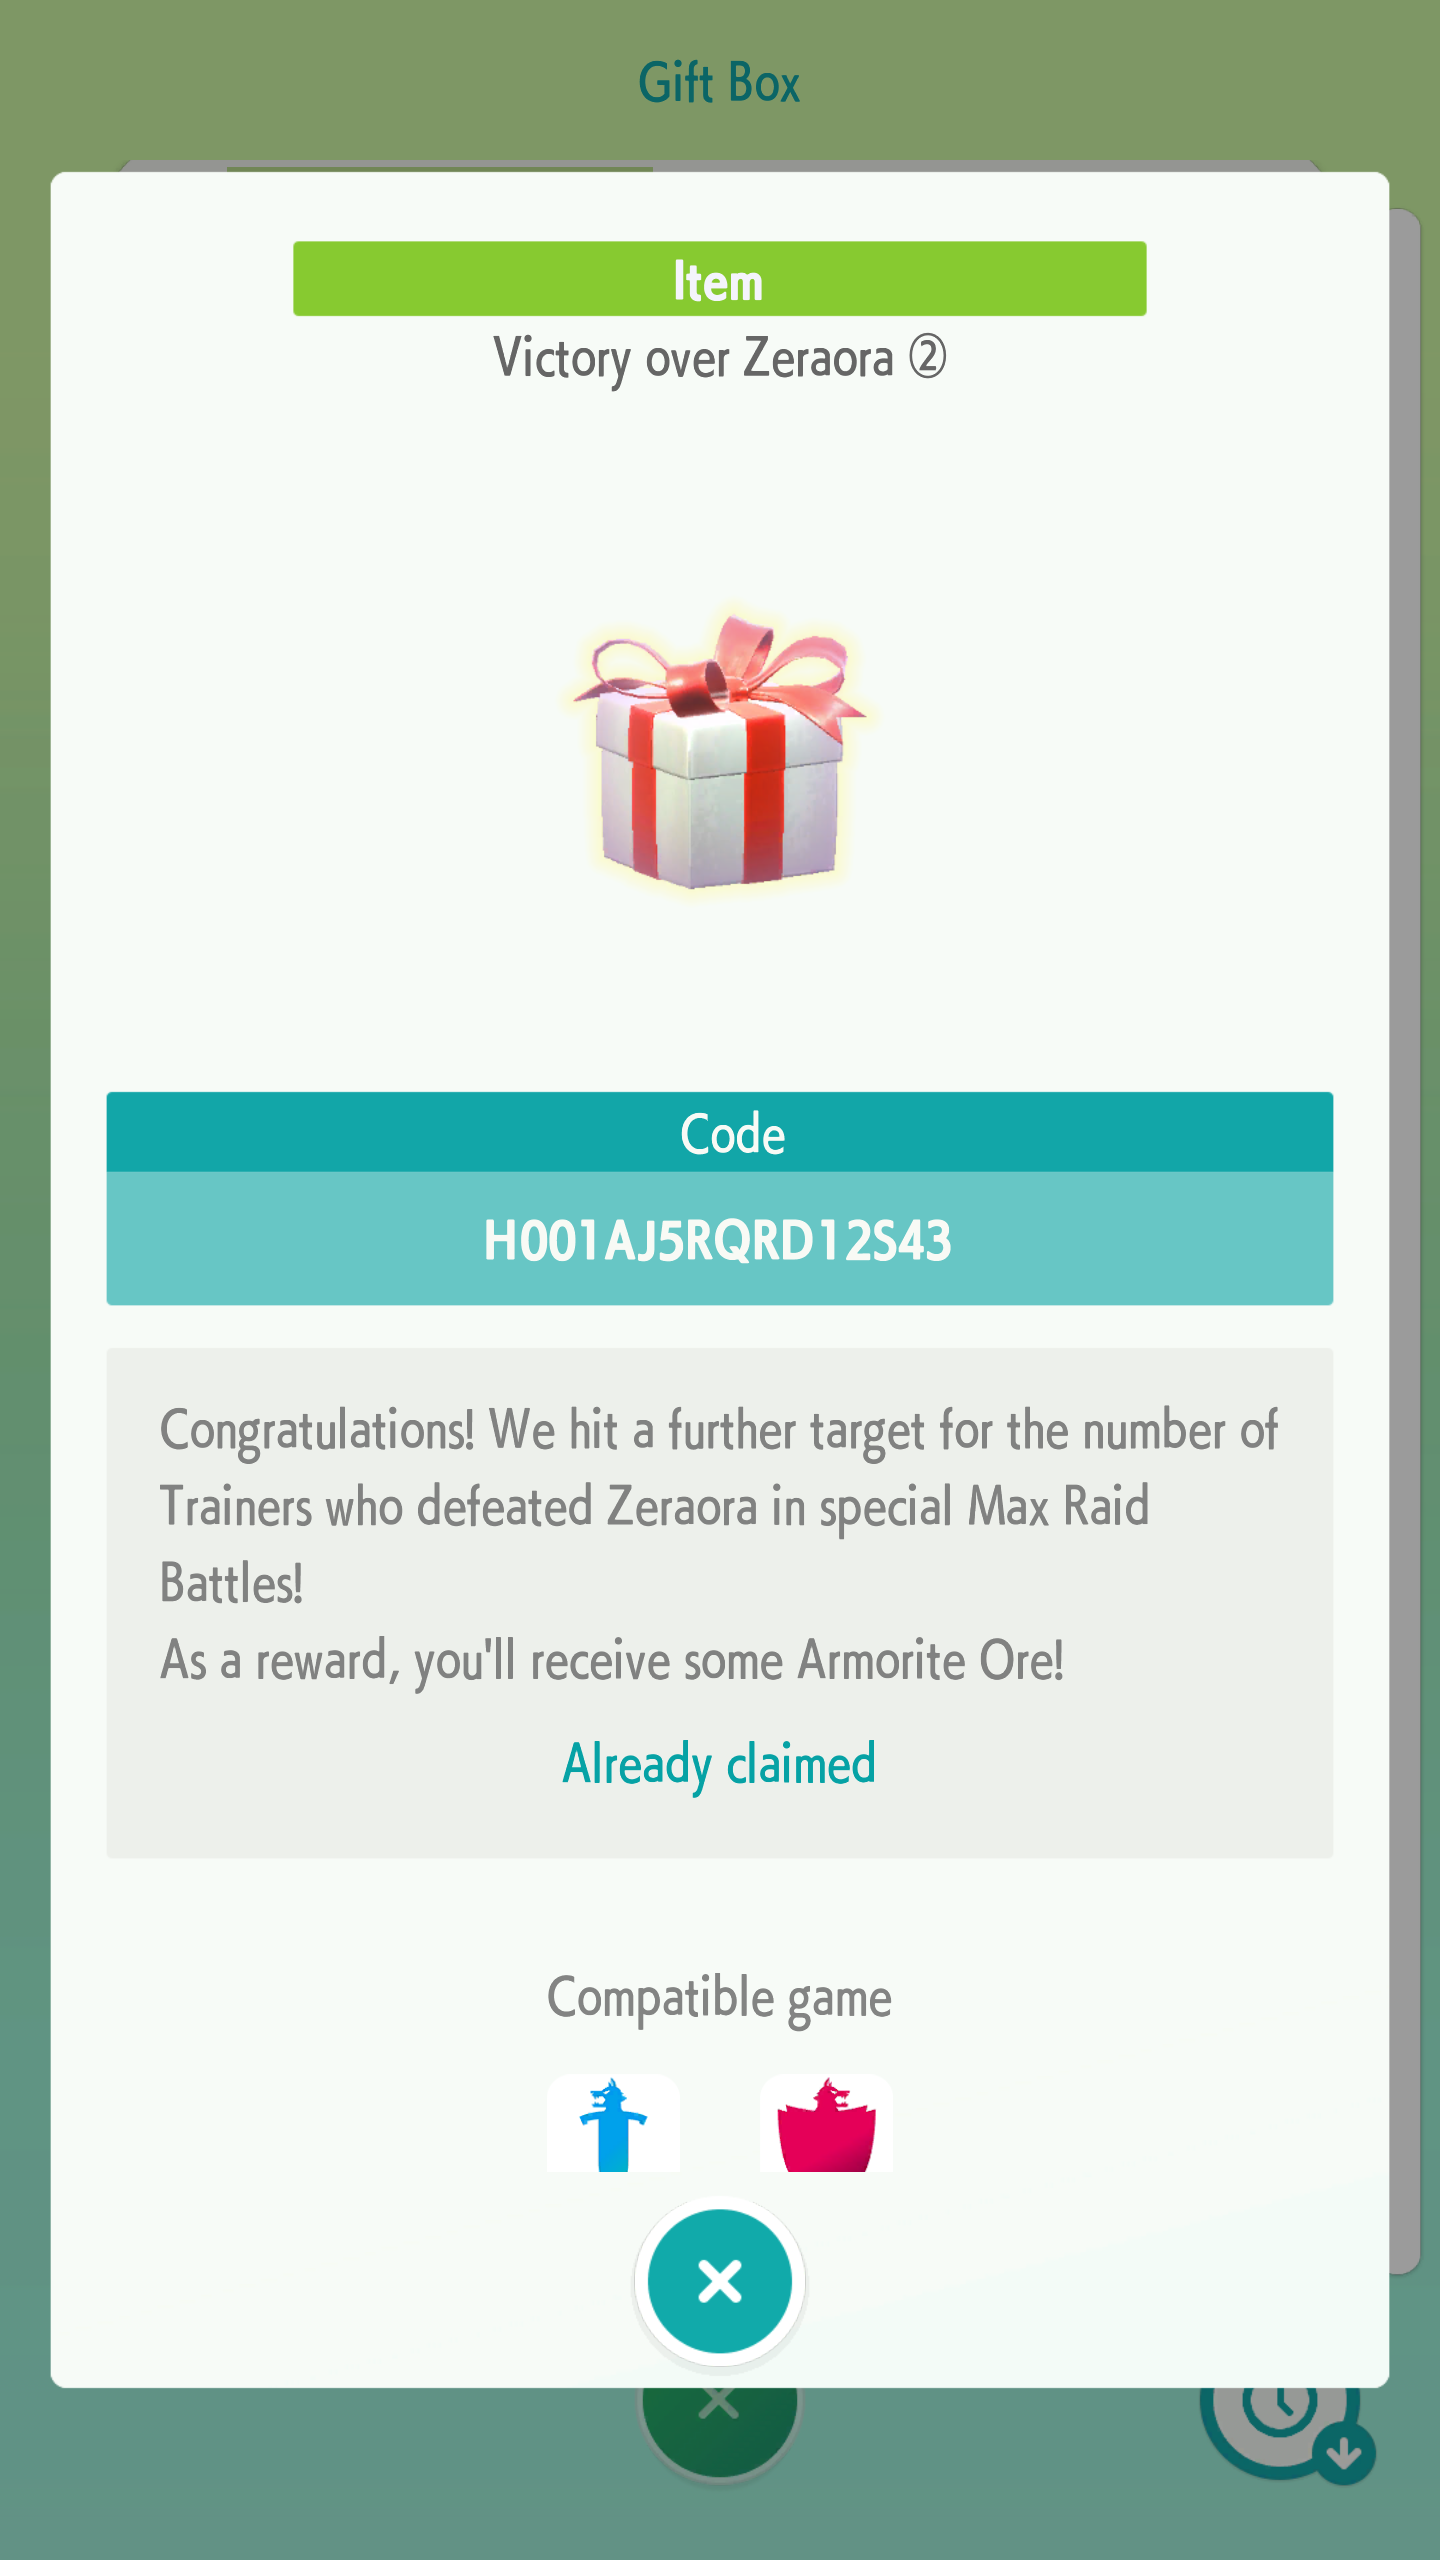 Gift Box
Item
Victory over Zeraora ②
Code
H001AJ5RQRD12S43
Congratulations! We hit a further target for the number of
Trainers who defeated Zeraora in special Max Raid
Battles!
As a reward, you'll receive some Armorite Ore!
Already claimed
Compatible game